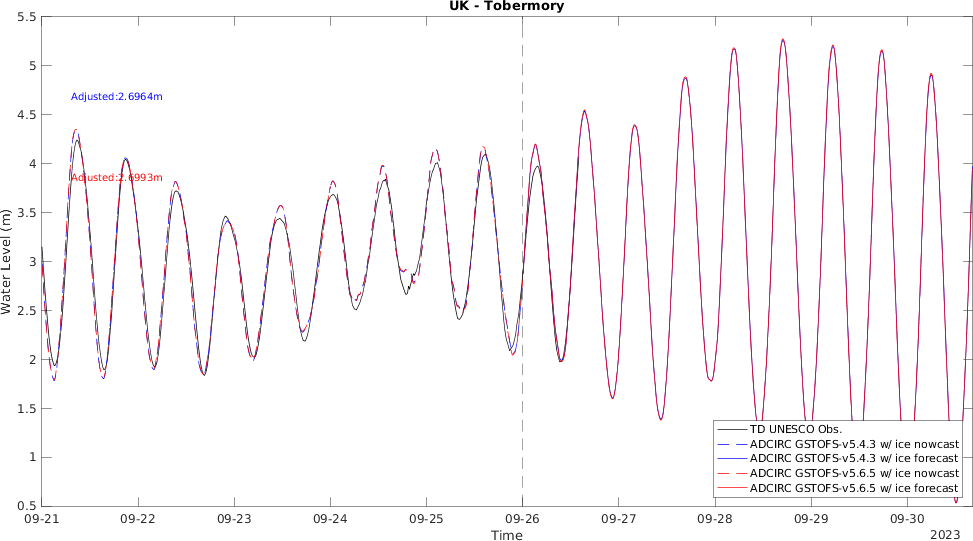 UK - Tobermory
5.5
5
4.5
4
3.5
3
2.5
2
1.5
1
0.5
Water Level (m)
Adjusted:2.6964m
Adjusted:2.6993m
TD UNESCO Obs.
ADCIRC GSTOFS-v5.4.3 w/ ice nowcast
ADCIRC GSTOFS-v5.4.3 w/ ice forecast
ADCIRC GSTOFS-v5.6.5 w/ ice nowcast
ADCIRC GSTOFS-v5.6.5 w/ ice forecast
09-21 09-22 09-23 09-24 09-25 09-26 09-27 09-28 09-29 09-30
Time
2023